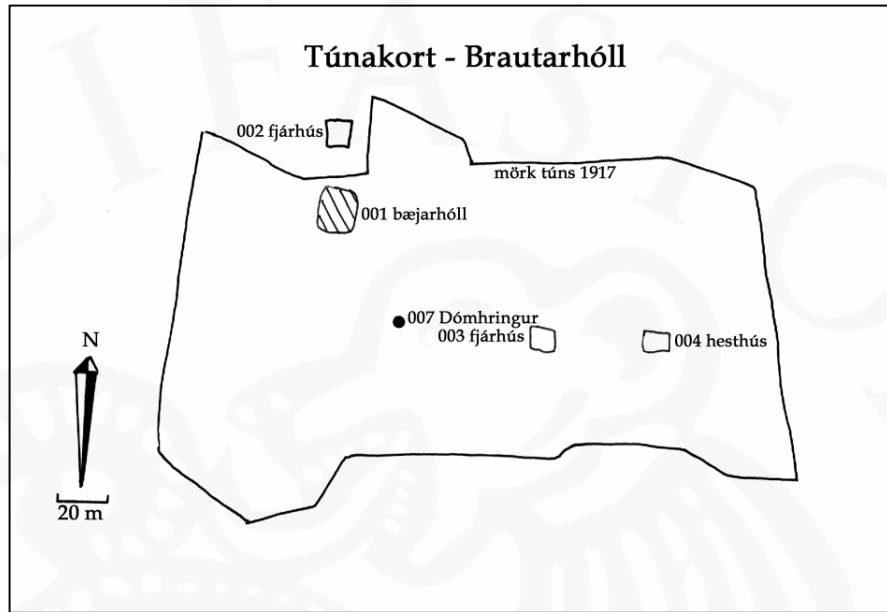 Túnakort - Brautarhóll
002 fjárhús
mörk túns 1917
001 bæjarhóll
007 Dómhringur
003 fjárhús
004 hesthús
N
20 m